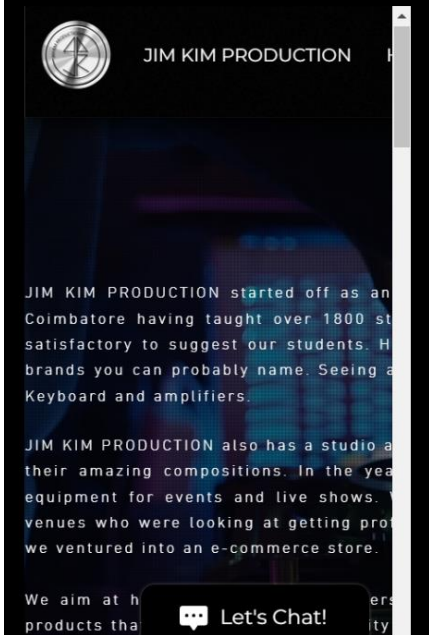 JIM KIM PRODUCTION
JIM KIM PRODUCTION started off as an
Coimbatore having taught over 1800 st
satisfactory to suggest our students. H
brands you can probably name. Seeing a
Keyboard and amplifiers.
JIM KIM PRODUCTION also has a studio a
their amazing compositions. In the yea
equipment for events and live shows.
venues who were looking at getting prof
we ventured into an e-commerce store.
We aim at h ers
products tha ity
Let's Chat!